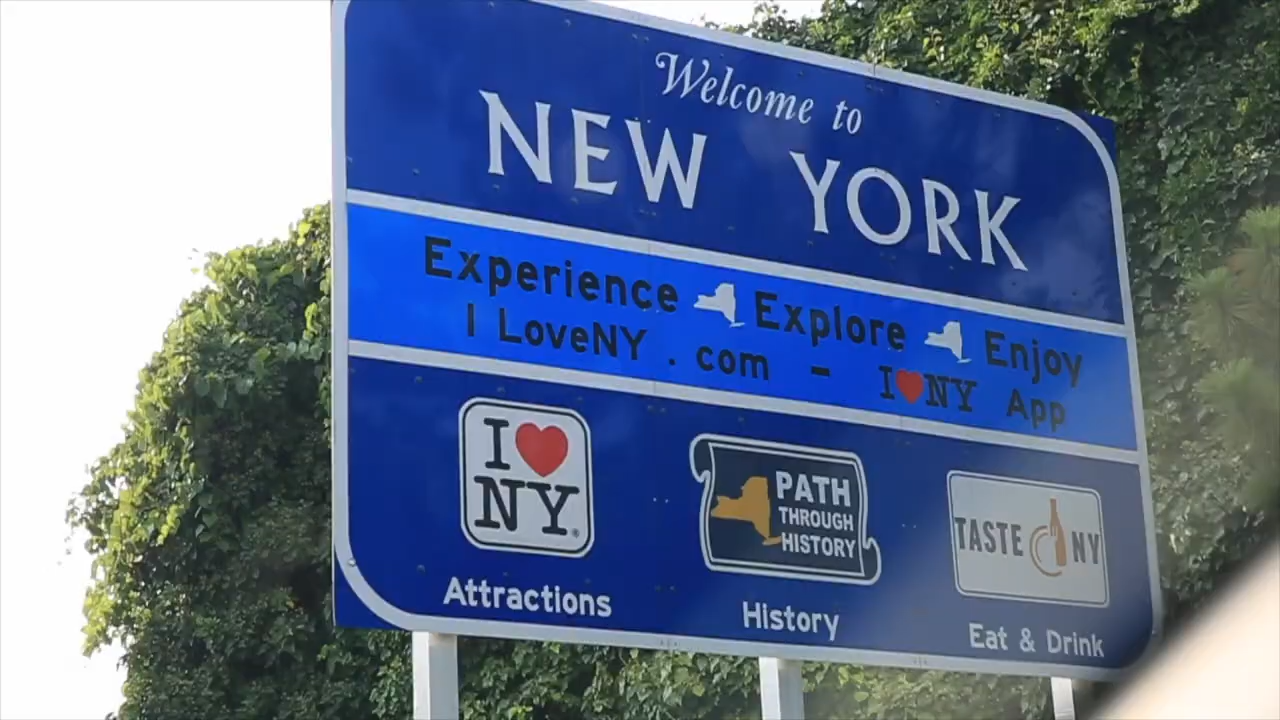 Welcome to
NEW YORK
Experience Explore Enjoy
I LoveNY . com - I❤NY App
I❤
NY®
PATH
THROUGH
HISTORY
TASTE NY
Attractions
History
Eat & Drink